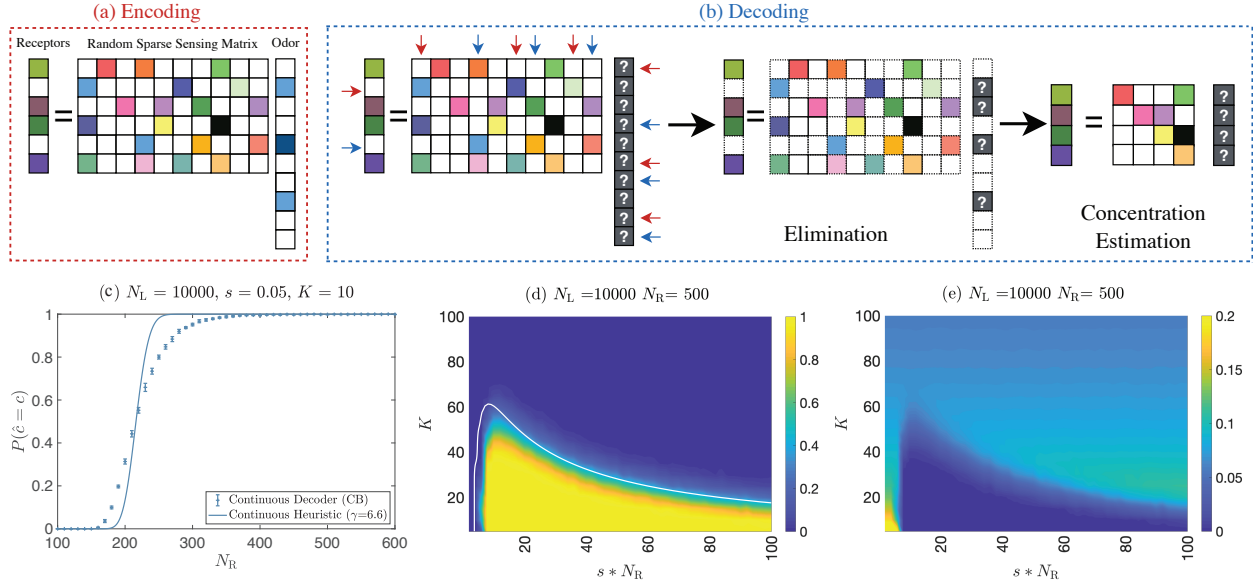 (a) Encoding
(b) Decoding
Receptors
Random Sparse Sensing Matrix
Odor
=
=
?
?
?
?
?
?
?
?
?
?
=
?
?
?
?
=
?
?
?
?
Elimination
Concentration
Estimation
(c) N_L = 10000, s = 0.05, K = 10
P(ĉ = c)
1
0.8
0.6
0.4
0.2
0
100 200 300 400 500 600
N_R
Continuous Decoder (CB)
Continuous Heuristic (γ=6.6)
(d) N_L =10000 N_R= 500
K
100
80
60
40
20
20 40 60 80 100
s * N_R
1
0.8
0.6
0.4
0.2
0
(e) N_L =10000 N_R= 500
K
100
80
60
40
20
20 40 60 80 100
s * N_R
0.2
0.15
0.1
0.05
0